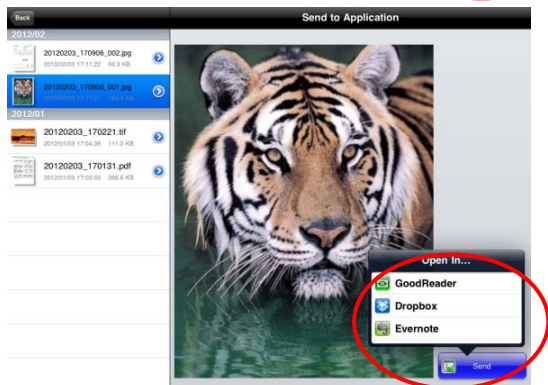 Back
Send to Application
2012/02
20120203_170906_002.jpg
2012/02/03 17:11:22 94.3 KB
20120203_170906_001.jpg
2012/01
20120203_170221.tif
2012/01/03 17:04:39 111.0 KB
20120203_170131.pdf
2012/01/03 17:03:50 266.6 KB
Open In...
GoodReader
Dropbox
Evernote
Send